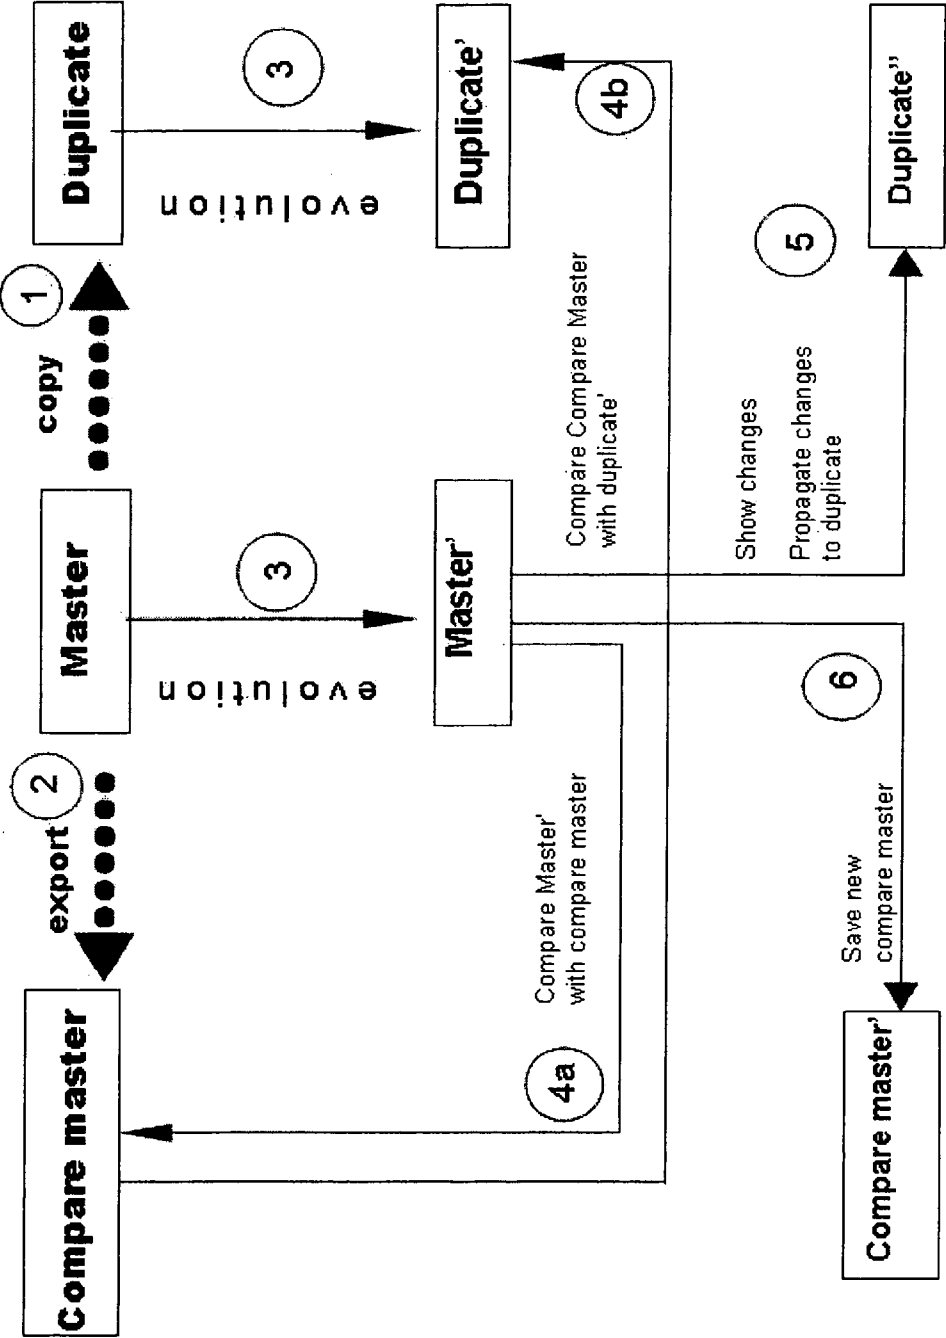 Duplicate
3
evolution
Duplicate'
4b
Duplicate"
1
copy
5
Compare Compare Master
with duplicate'
Show changes
Propagate changes
to duplicate
Master
3
evolution
Master'
6
2
export
Compare Master'
with compare master
Save new
compare master
Compare master
4a
Compare master'